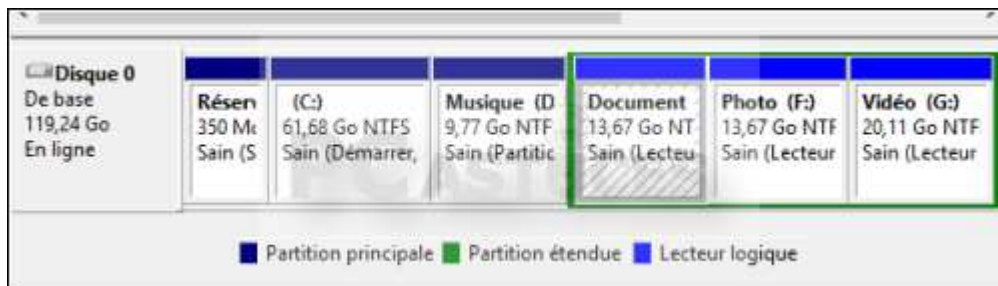 Disque 0
De base
119,24 Go
En ligne
Réserv
350 Mo
Sain (S
(C:)
61,68 Go NTFS
Sain (Démarrer,
Musique (D
9,77 Go NTF
Sain (Partitic
Document
13,67 Go NT
Sain (Lecteu
Photo (F:)
13,67 Go NTF
Sain (Lecteur
Vidéo (G:)
20,11 Go NTF
Sain (Lecteur
Partition principale Partition étendue Lecteur logique